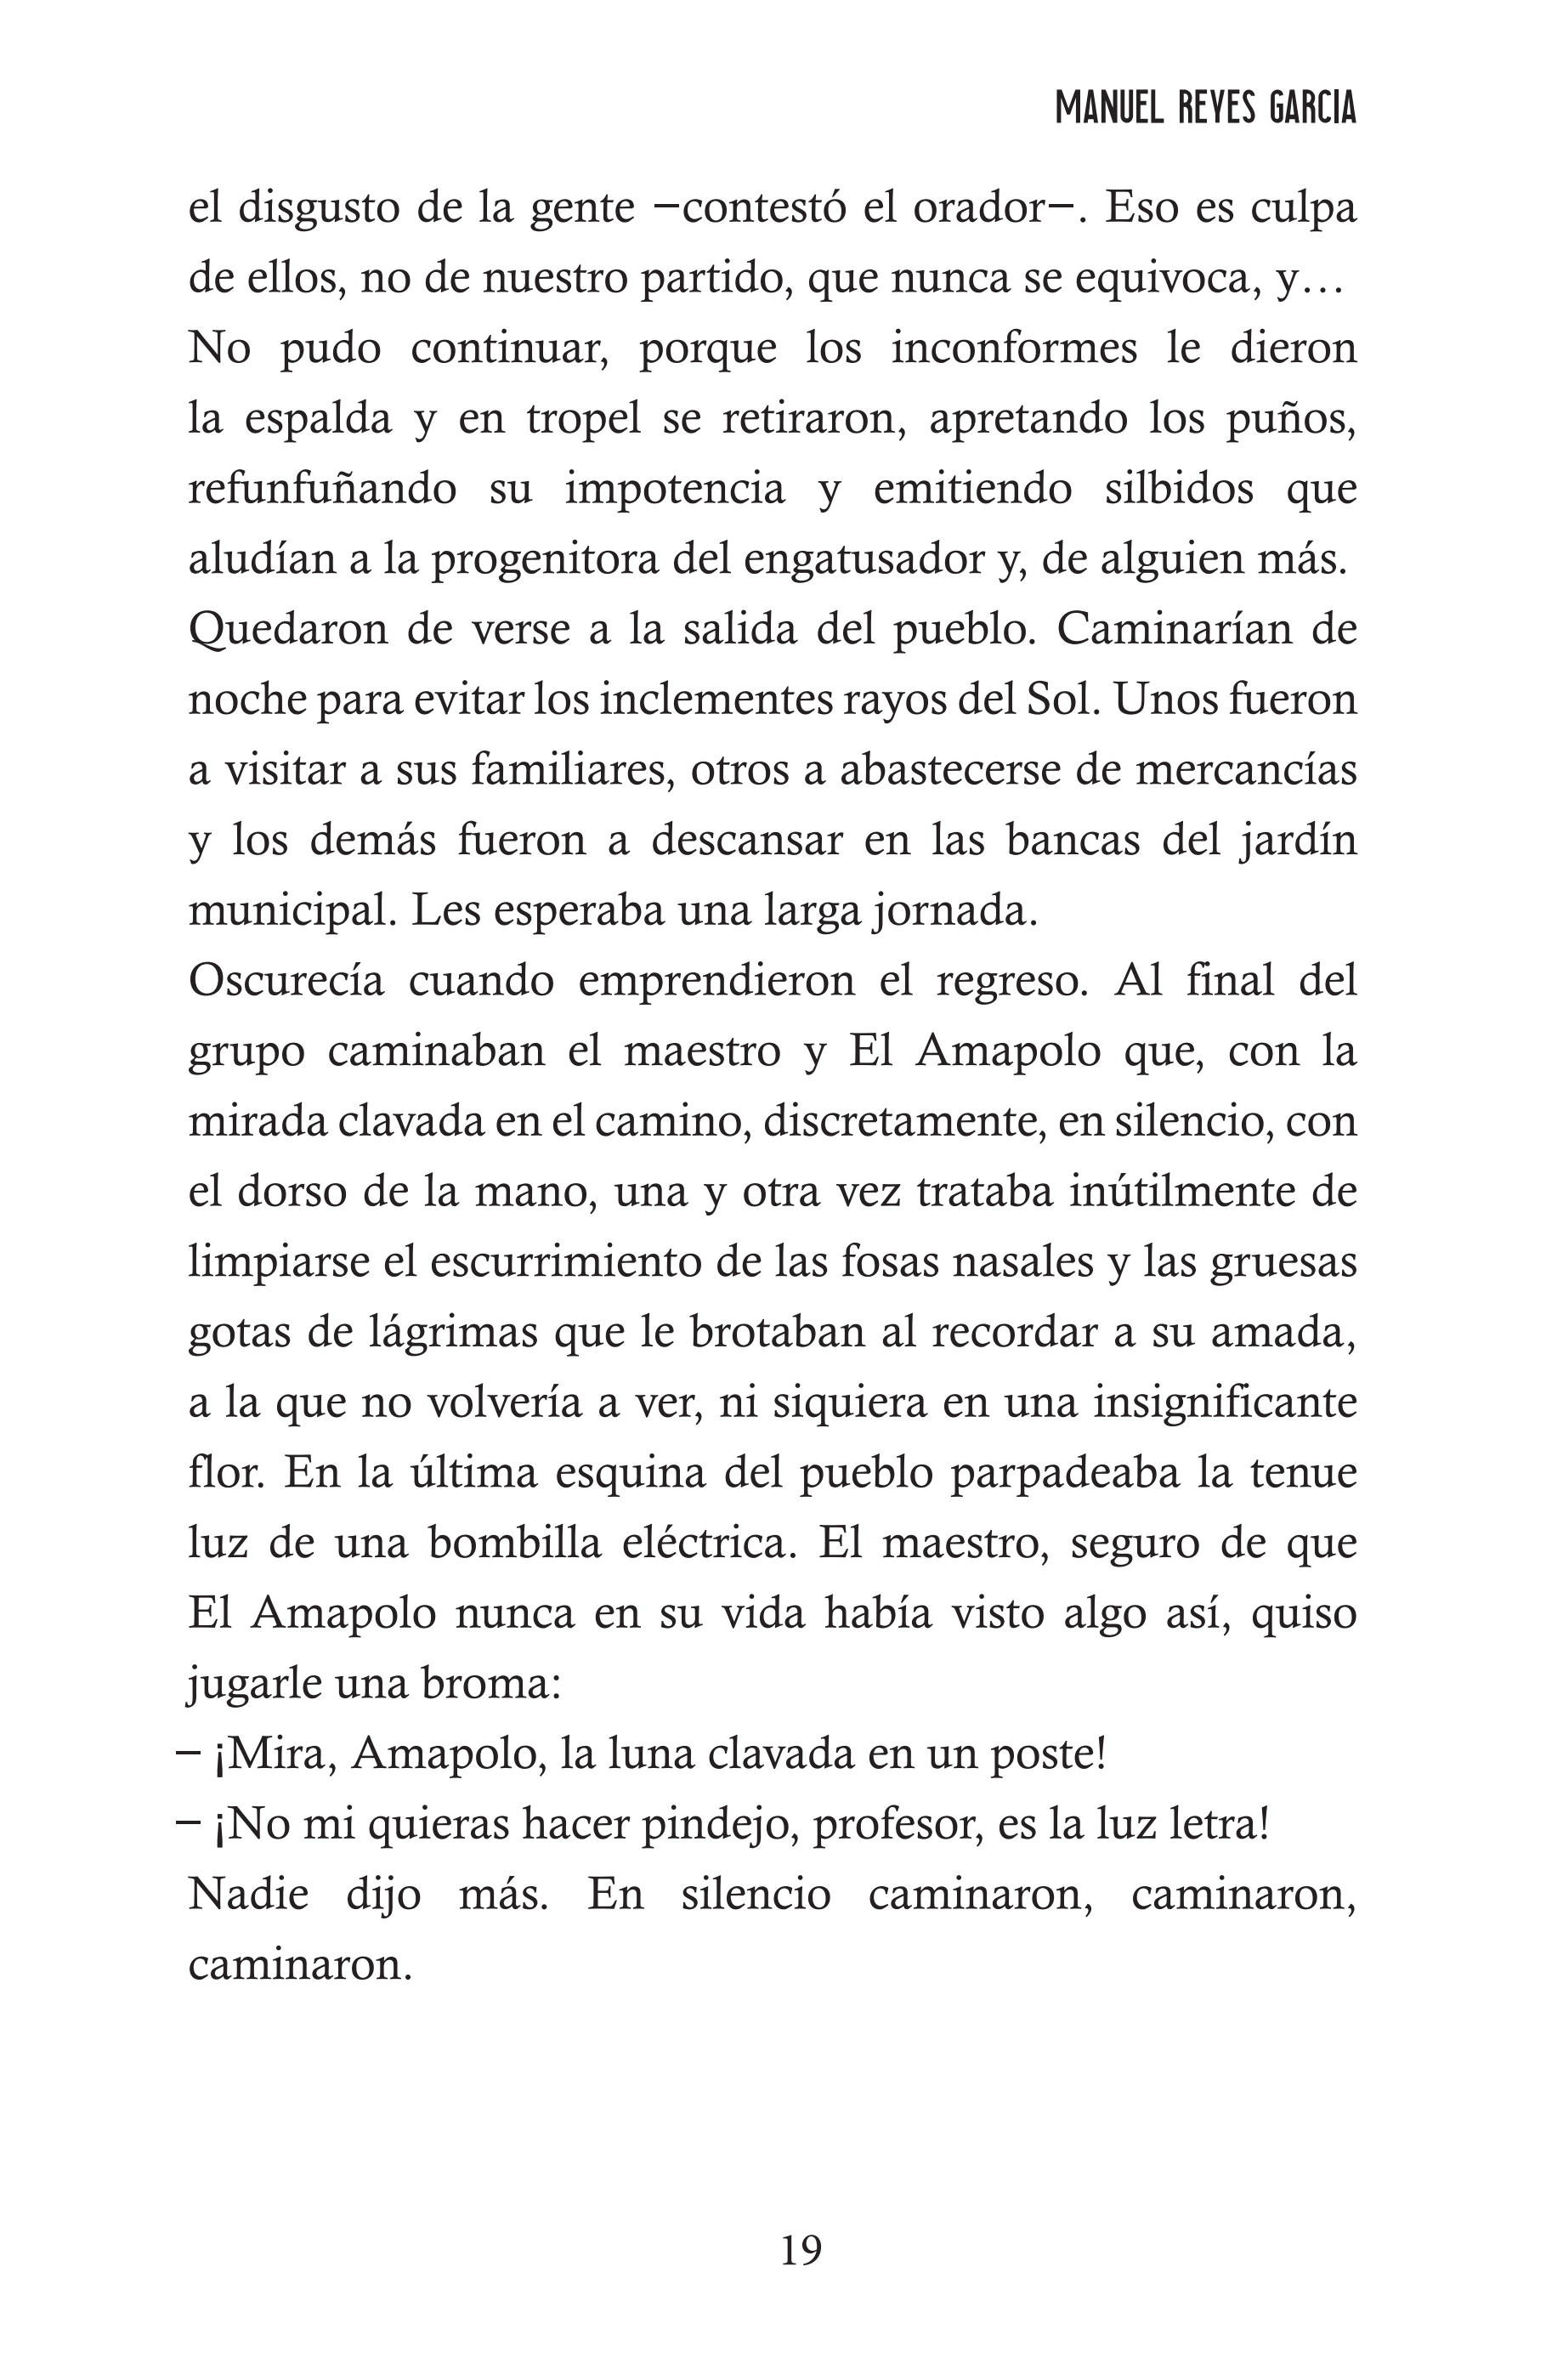 MANUEL REYES GARCIA
el disgusto de la gente −contestó el orador−. Eso es culpa
de ellos, no de nuestro partido, que nunca se equivoca, y…
No pudo continuar, porque los inconformes le dieron
la espalda y en tropel se retiraron, apretando los puños,
refunfuñando su impotencia y emitiendo silbidos que
aludían a la progenitora del engatusador y, de alguien más.
Quedaron de verse a la salida del pueblo. Caminarían de
noche para evitar los inclementes rayos del Sol. Unos fueron
a visitar a sus familiares, otros a abastecerse de mercancías
y los demás fueron a descansar en las bancas del jardín
municipal. Les esperaba una larga jornada.
Oscurecía cuando emprendieron el regreso. Al final del
grupo caminaban el maestro y El Amapolo que, con la
mirada clavada en el camino, discretamente, en silencio, con
el dorso de la mano, una y otra vez trataba inútilmente de
limpiarse el escurrimiento de las fosas nasales y las gruesas
gotas de lágrimas que le brotaban al recordar a su amada,
a la que no volvería a ver, ni siquiera en una insignificante
flor. En la última esquina del pueblo parpadeaba la tenue
luz de una bombilla eléctrica. El maestro, seguro de que
El Amapolo nunca en su vida había visto algo así, quiso
jugarle una broma:
− ¡Mira, Amapolo, la luna clavada en un poste!
− ¡No mi quieras hacer pindejo, profesor, es la luz letra!
Nadie dijo más. En silencio caminaron, caminaron,
caminaron.
19